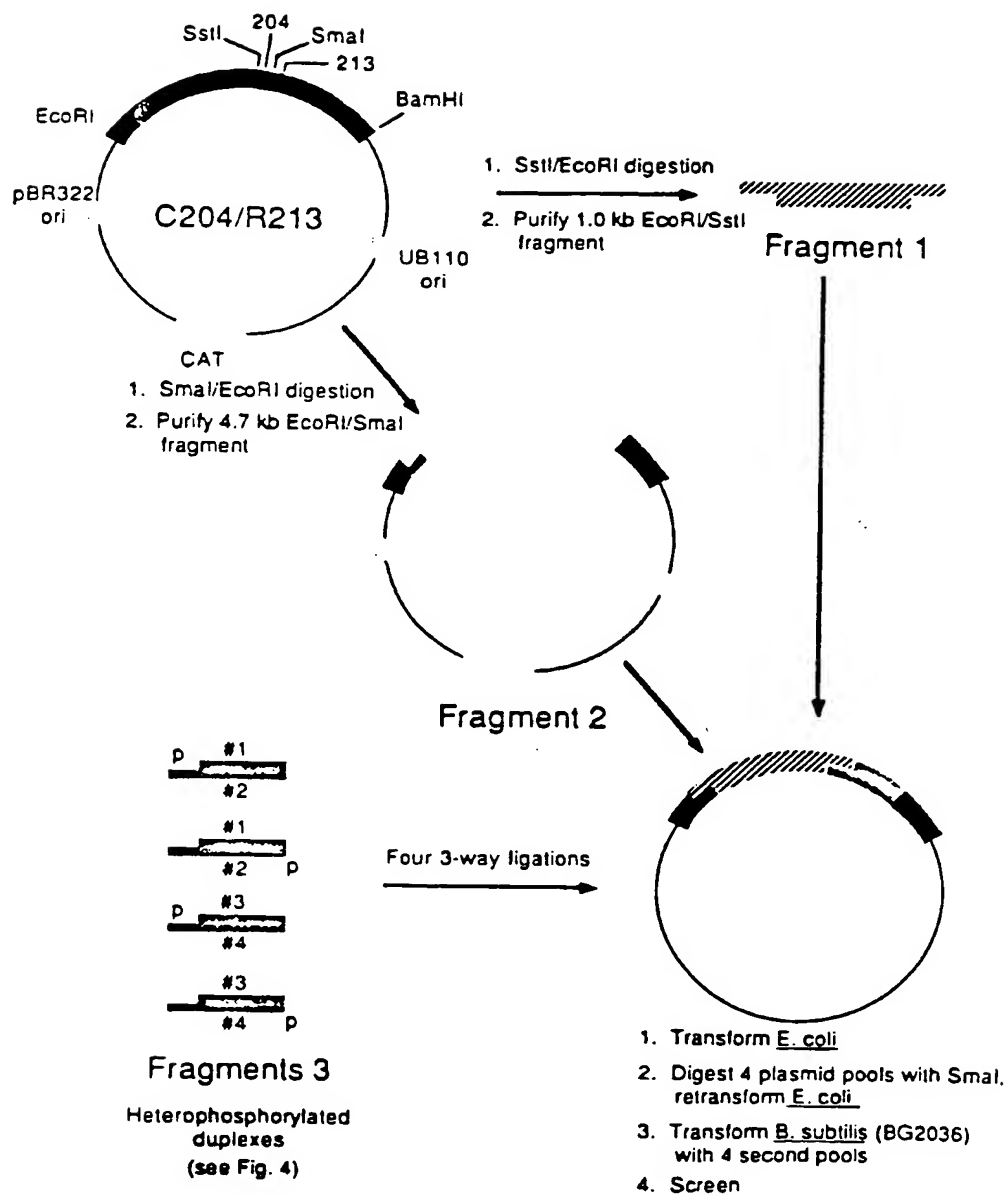 204
SstI
SmaI
213
EcoRI
BamHI
pBR322
ori
C204/R213
UB110
ori
CAT
1. SstI/EcoRI digestion
2. Purify 1.0 kb EcoRI/SstI
fragment
Fragment 1
1. SmaI/EcoRI digestion
2. Purify 4.7 kb EcoRI/SmaI
fragment
Fragment 2
p #1
#2
#1
#2 p
p #3
#4
#3
#4 p
Four 3-way ligations
Fragments 3
Heterophosphorylated
duplexes
(see Fig. 4)
1. Transform E. coli
2. Digest 4 plasmid pools with SmaI,
retransform E. coli
3. Transform B. subtilis (BG2036)
with 4 second pools
4. Screen